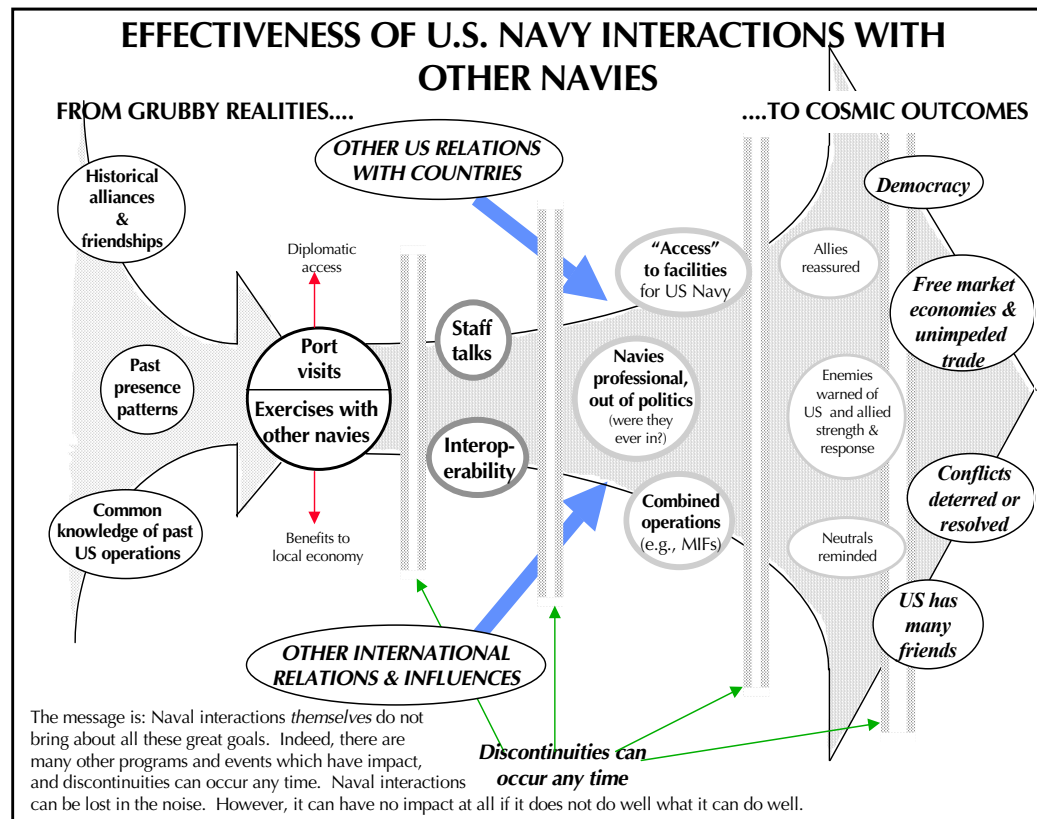 EFFECTIVENESS OF U.S. NAVY INTERACTIONS WITH
OTHER NAVIES
FROM GRUBBY REALITIES....
....TO COSMIC OUTCOMES
Historical
alliances
&
friendships
Past
presence
patterns
Common
knowledge of past
US operations
Diplomatic
access
Port
visits
Exercises with
other navies
Benefits to
local economy
OTHER US RELATIONS
WITH COUNTRIES
Staff
talks
Interop-
erability
OTHER INTERNATIONAL
RELATIONS & INFLUENCES
“Access”
to facilities
for US Navy
Navies
professional,
out of politics
(were they
ever in?)
Combined
operations
(e.g., MIFs)
Allies
reassured
Enemies
warned of
US and allied
strength &
response
Neutrals
reminded
Democracy
Free market
economies &
unimpeded
trade
Conflicts
deterred or
resolved
US has
many
friends
Discontinuities can
occur any time
The message is: Naval interactions themselves do not
bring about all these great goals. Indeed, there are
many other programs and events which have impact,
and discontinuities can occur any time. Naval interactions
can be lost in the noise. However, it can have no impact at all if it does not do well what it can do well.